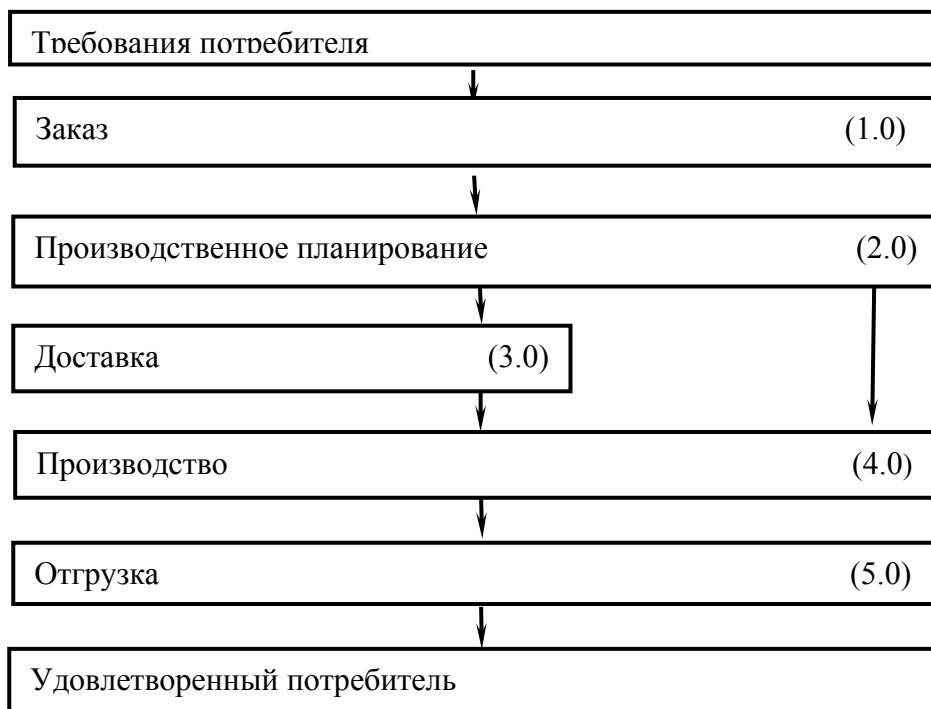 Требования потребителя
Заказ (1.0)
Производственное планирование (2.0)
Доставка (3.0)
Производство (4.0)
Отгрузка (5.0)
Удовлетворенный потребитель